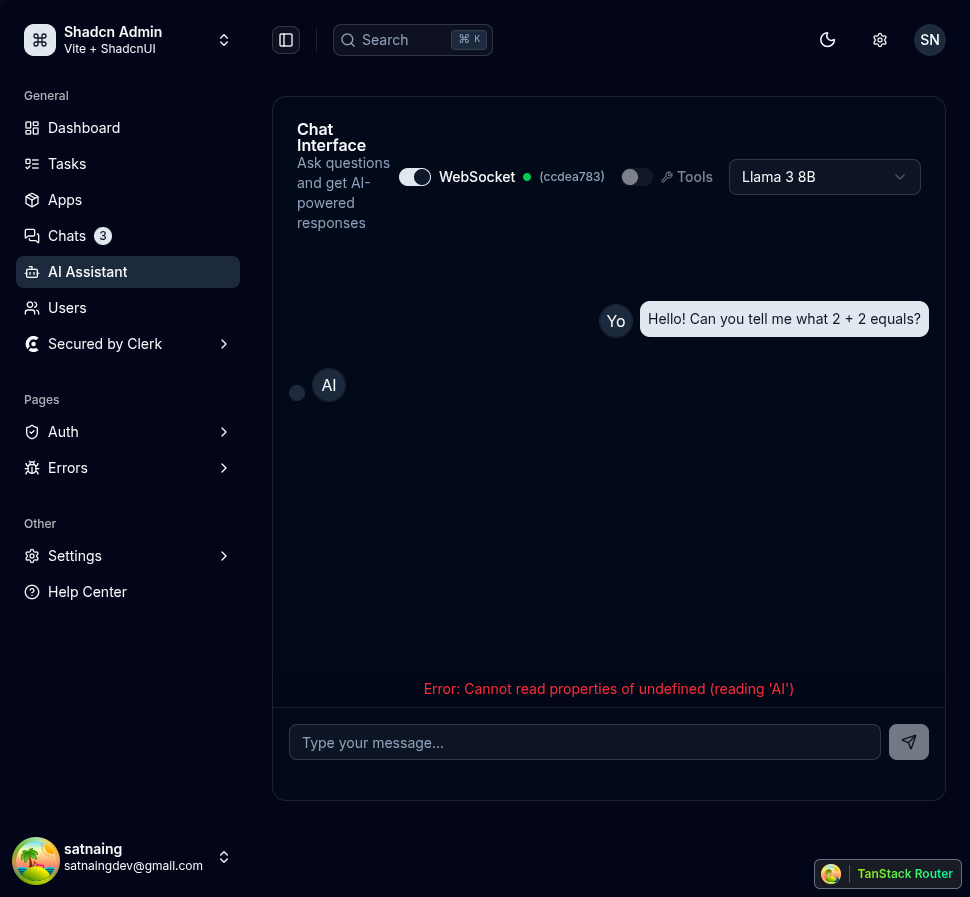 Shadcn Admin
Vite + ShadcnUI
Search
⌘ K
SN
General
Dashboard
Tasks
Apps
Chats 3
AI Assistant
Users
Secured by Clerk
Pages
Auth
Errors
Other
Settings
Help Center
satnaing
satnaingdev@gmail.com
Chat
Interface
Ask questions
and get AI-
powered
responses
WebSocket (ccdea783)
Tools
Llama 3 8B
Yo
Hello! Can you tell me what 2 + 2 equals?
AI
Error: Cannot read properties of undefined (reading 'AI')
Type your message...
TanStack Router